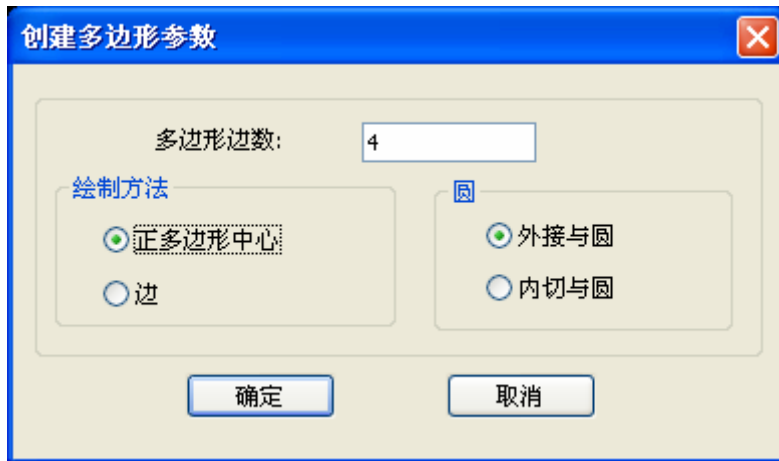 创建多边形参数
多边形边数: 4
绘制方法
正多边形中心
边
圆
外接与圆
内切与圆
确定 取消